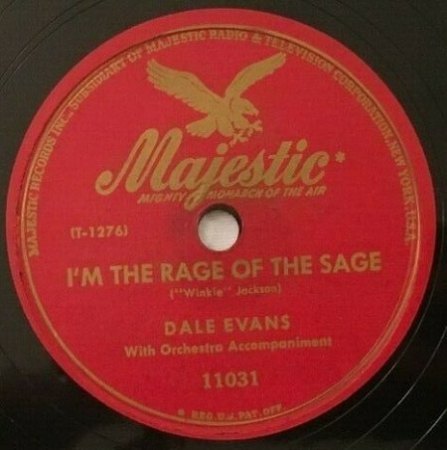 MAJESTIC RECORDS INC., SUBSIDIARY OF MAJESTIC RADIO & TELEVISION CORPORATION, NEW YORK, U.S.A.
Majestic*
MIGHTY MONARCH OF THE AIR
(T-1276)
I'M THE RAGE OF THE SAGE
("Winkie" Jackson)
DALE EVANS
With Orchestra Accompaniment
11031
* REG. U.S. PAT. OFF.